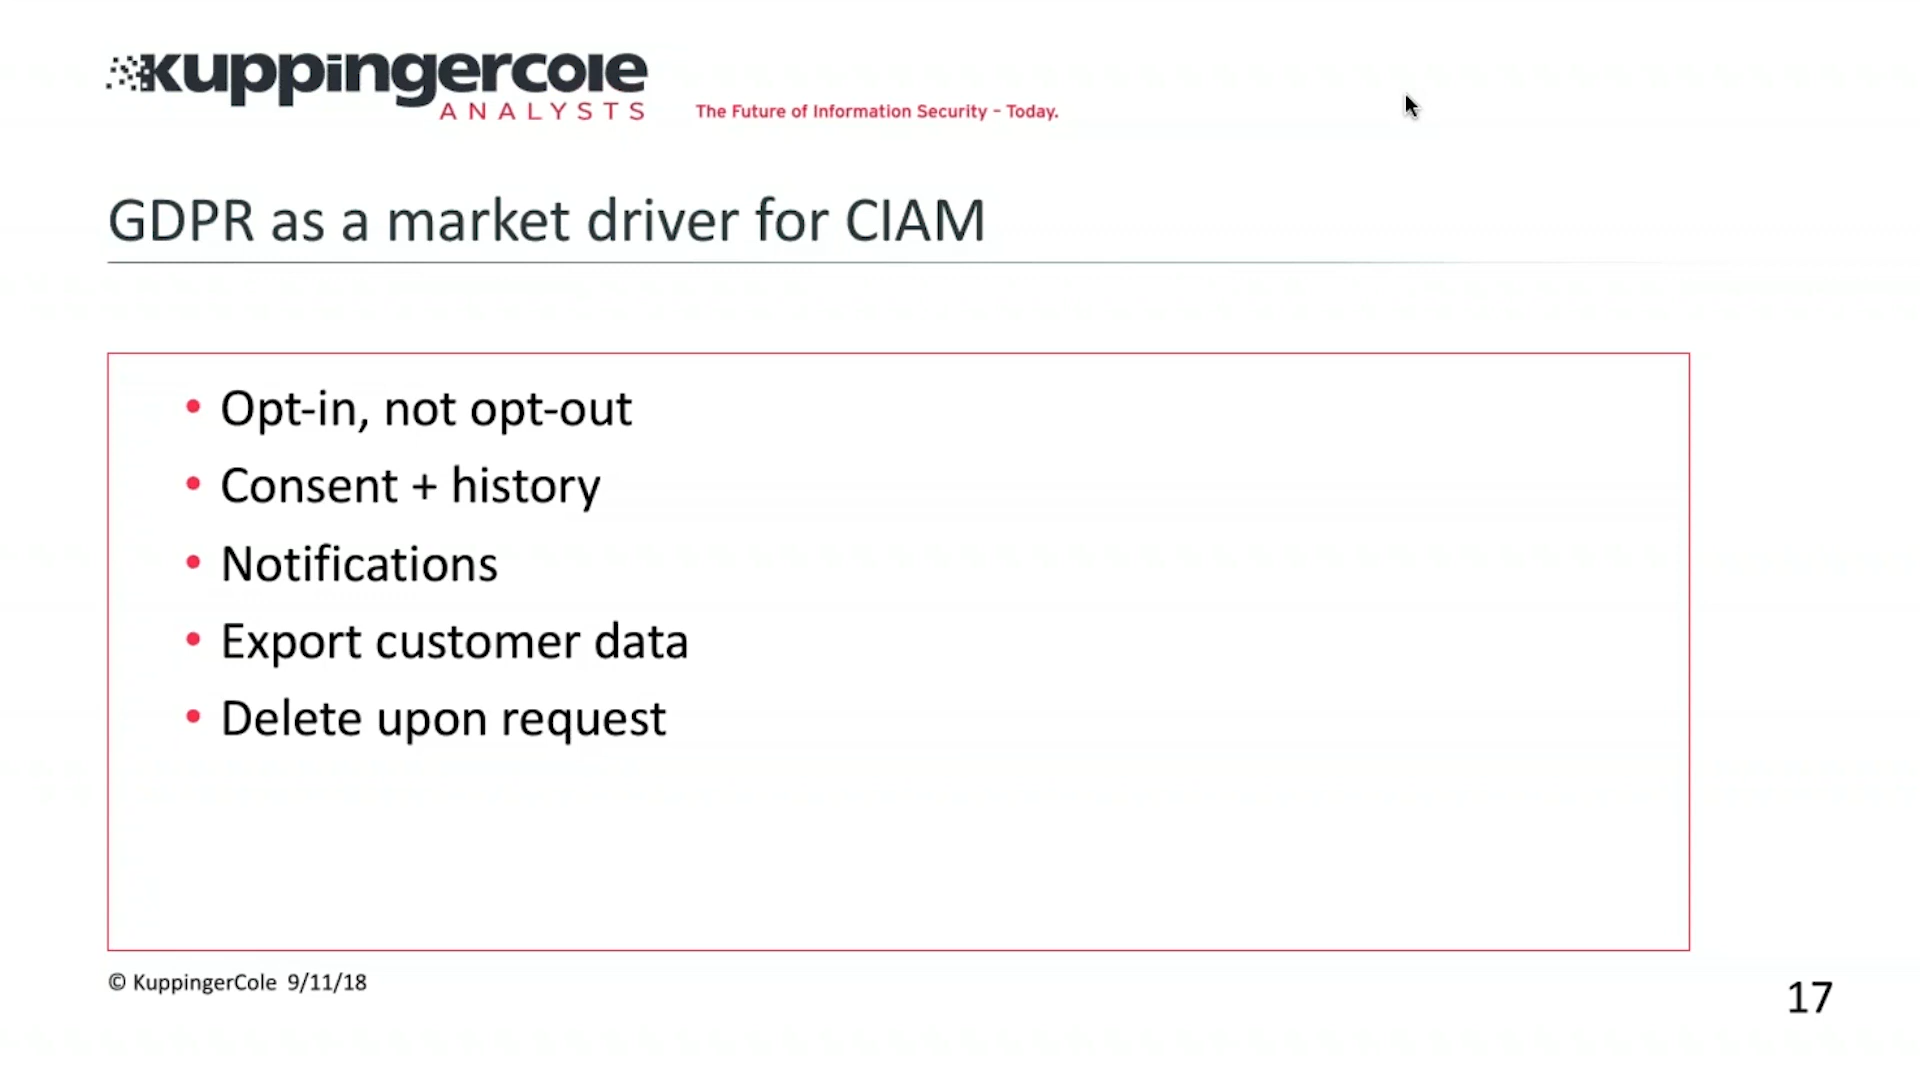 kuppingercole
ANALYSTS
The Future of Information Security - Today.
GDPR as a market driver for CIAM
• Opt-in, not opt-out
• Consent + history
• Notifications
• Export customer data
• Delete upon request
© KuppingerCole 9/11/18
17